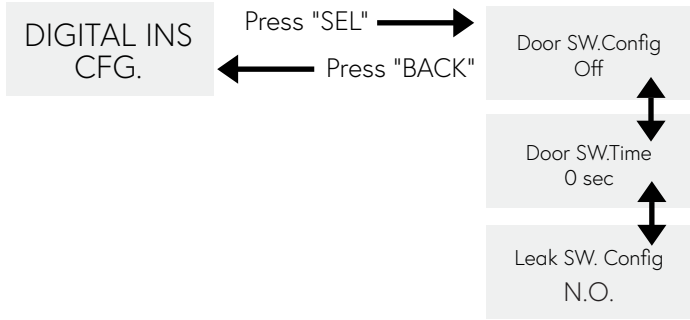 DIGITAL INS
CFG.
Press "SEL"
Press "BACK"
Door SW.Config
Off
Door SW.Time
0 sec
Leak SW. Config
N.O.